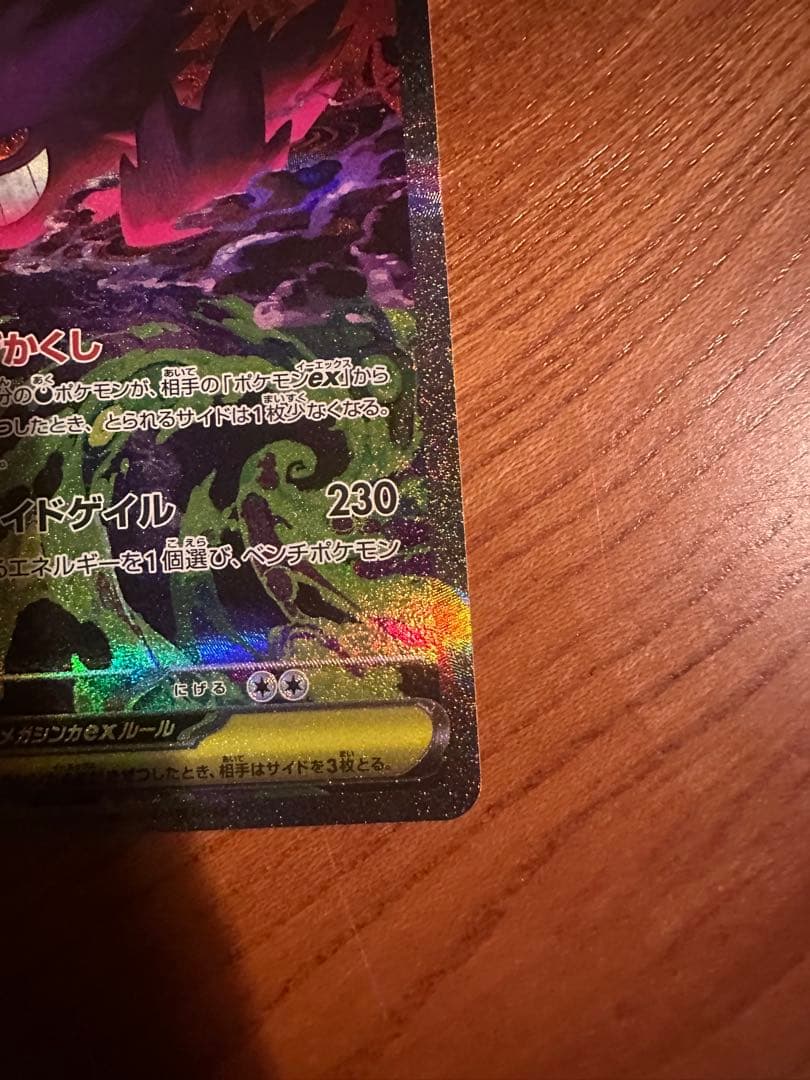 かくし
の ポケモンが、相手の「ポケモンex」から
したとき、とられるサイドは1枚少なくなる。
。
イドゲイル 230
エネルギーを1個選び、ベンチポケモン
にげる
メガシンカexルール
したとき、相手はサイドを3枚とる。